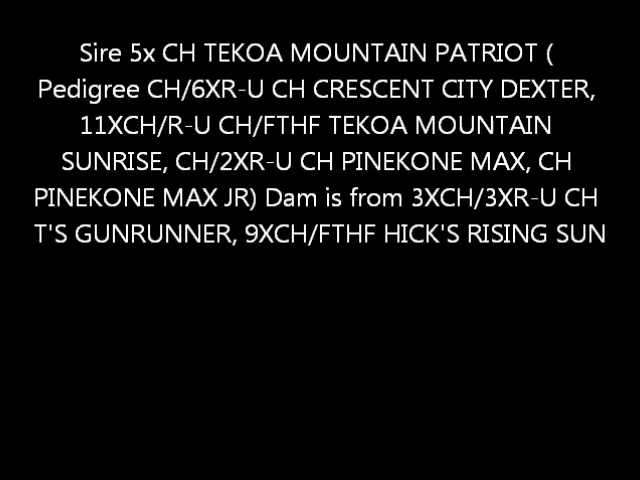 Sire 5x CH TEKOA MOUNTAIN PATRIOT (
Pedigree CH/6XR-U CH CRESCENT CITY DEXTER,
11XCH/R-U CH/FTHF TEKOA MOUNTAIN
SUNRISE, CH/2XR-U CH PINEKONE MAX, CH
PINEKONE MAX JR) Dam is from 3XCH/3XR-U CH
T'S GUNRUNNER, 9XCH/FTHF HICK'S RISING SUN